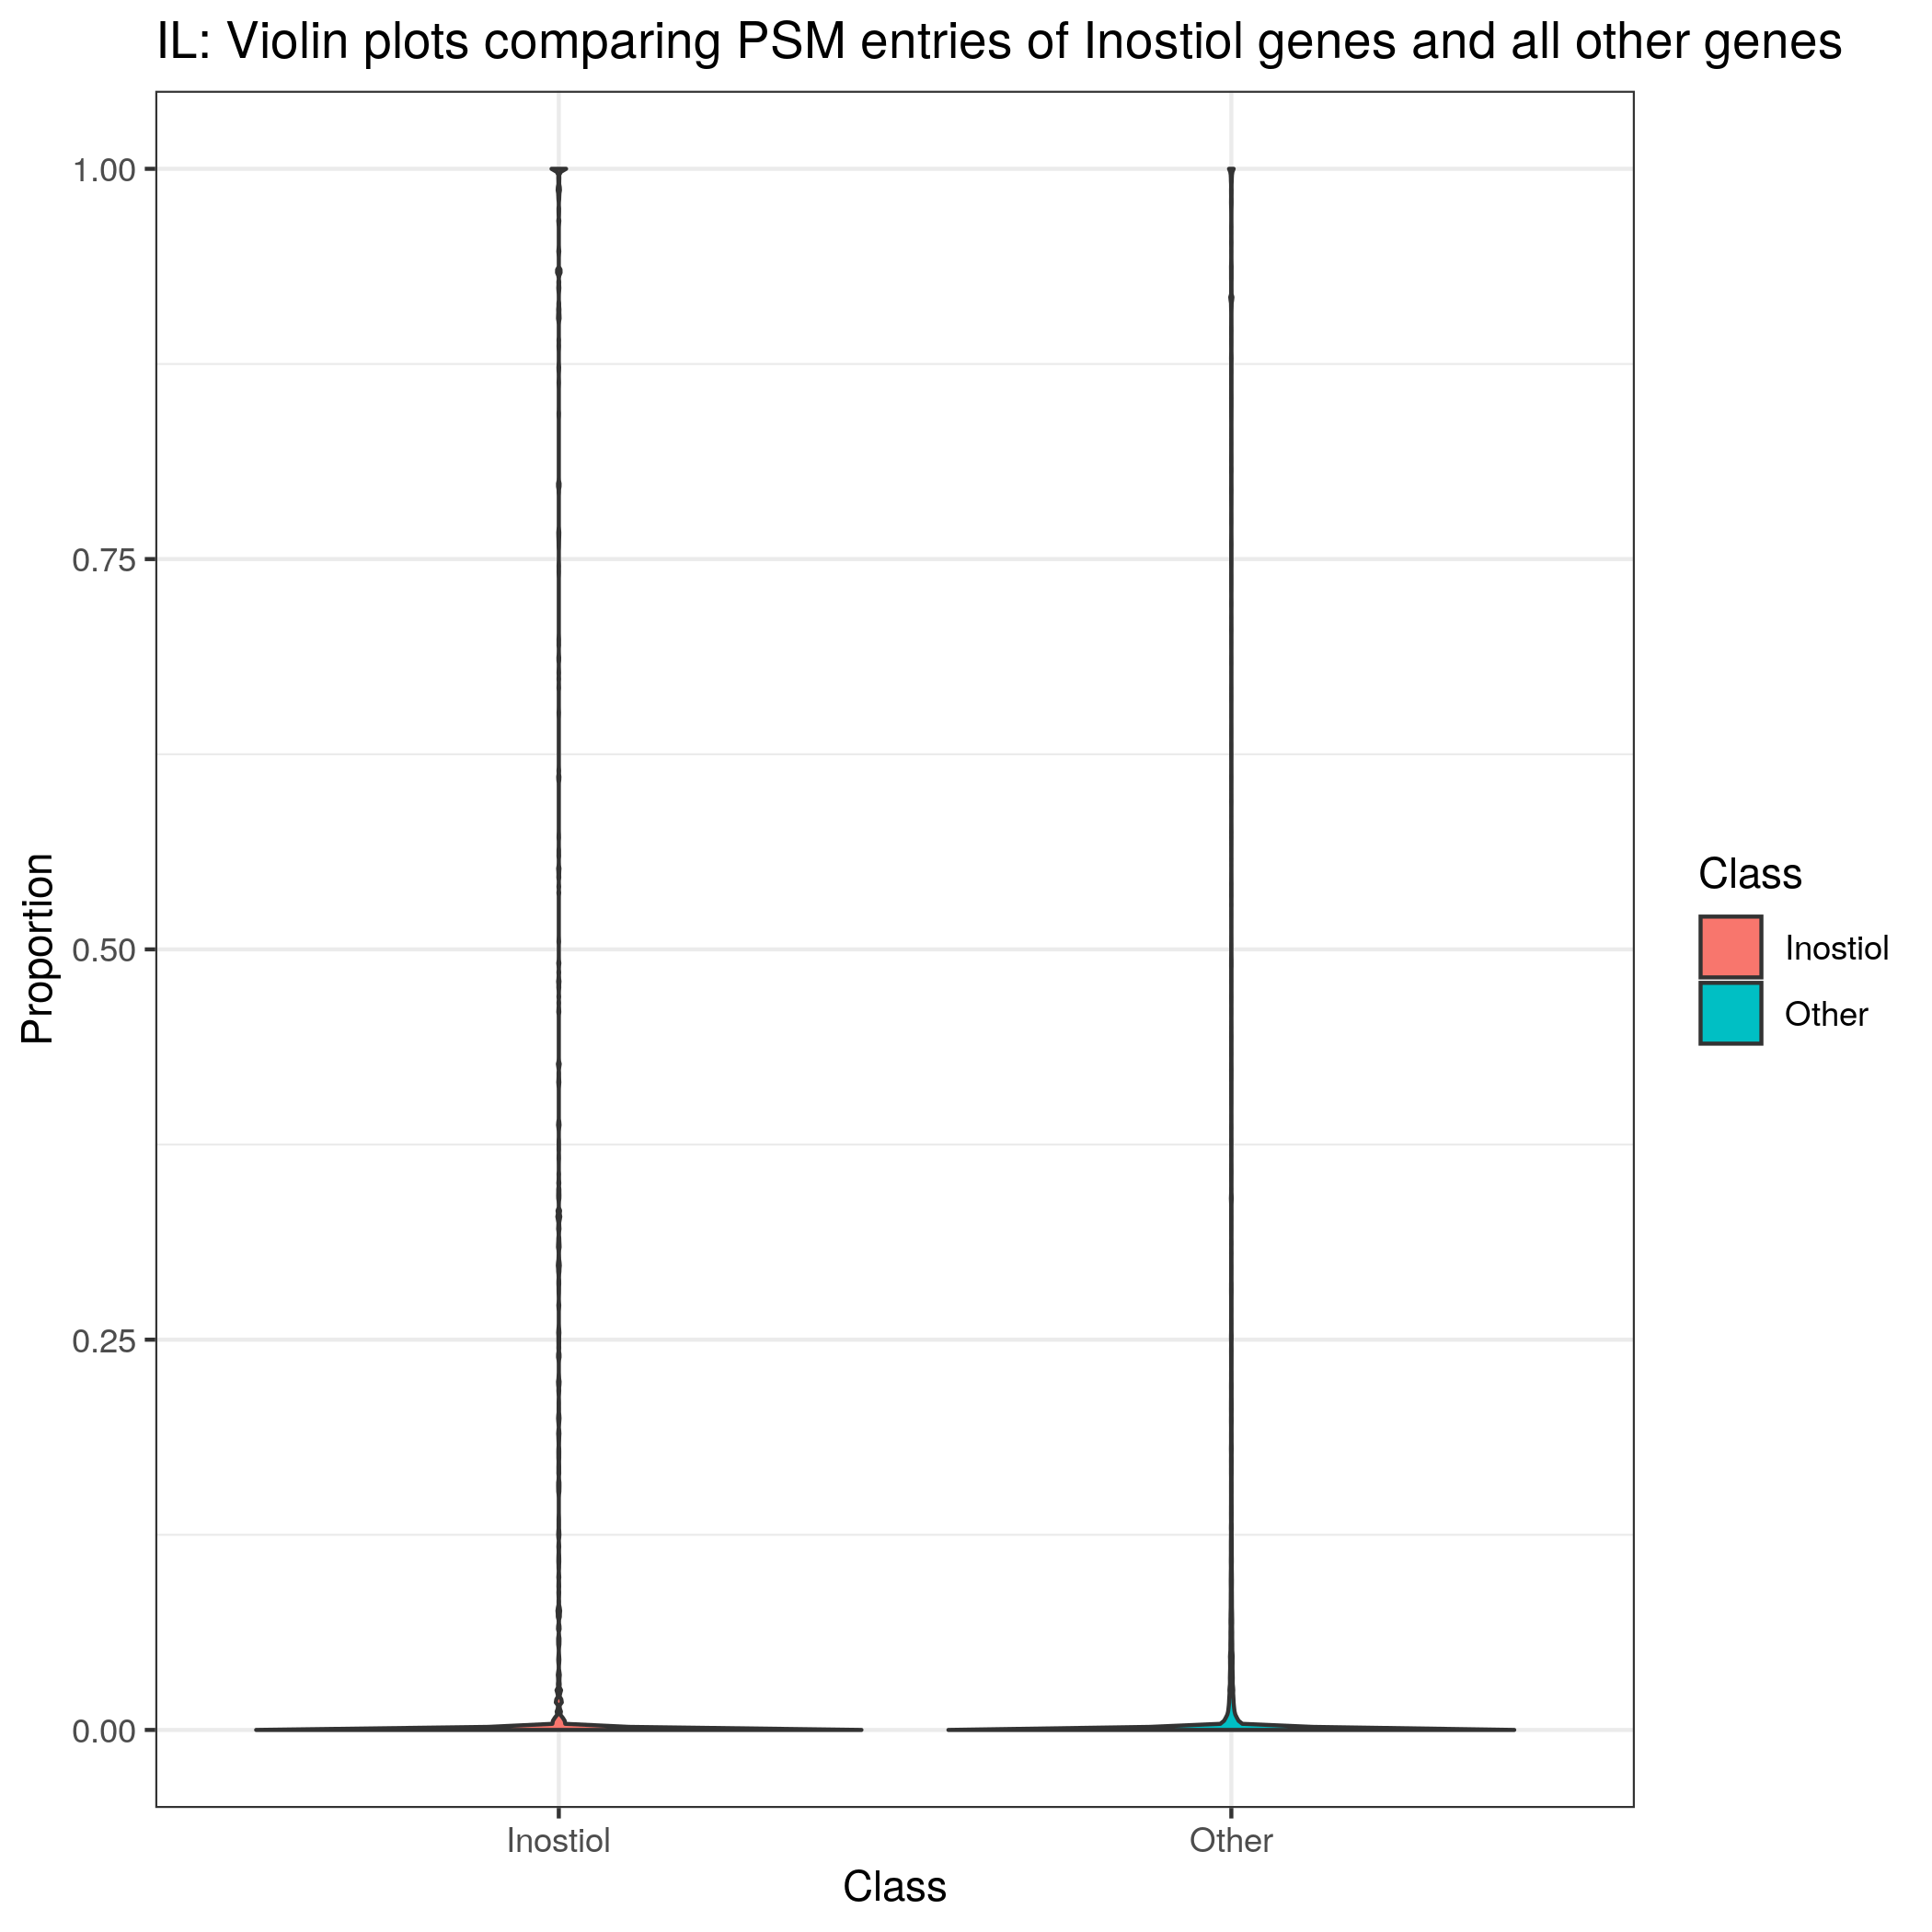 IL: Violin plots comparing PSM entries of Inostiol genes and all other genes
1.00
0.75
0.50
0.25
0.00
Proportion
Inostiol
Other
Class
Class
Inostiol
Other